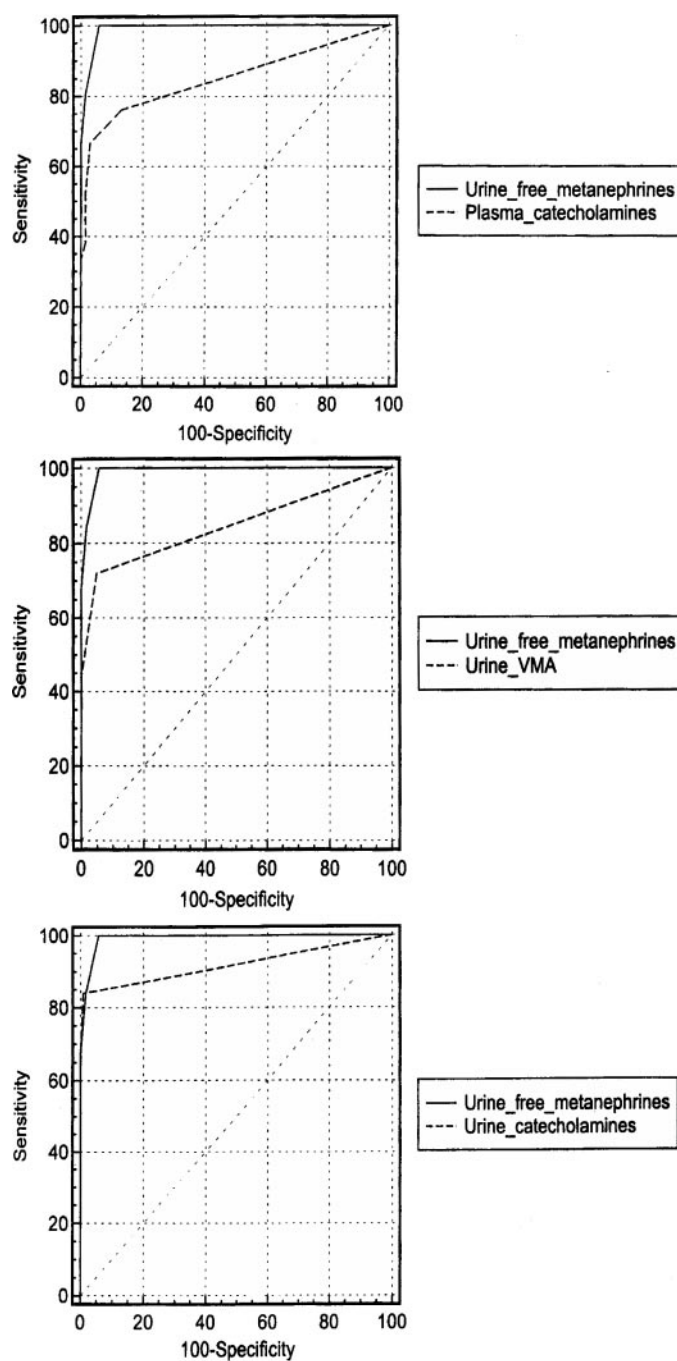 100
80
60
40
20
0
Sensitivity
0 20 40 60 80 100
100-Specificity
Urine_free_metanephrines
Plasma_catecholamines
100
80
60
40
20
0
Sensitivity
0 20 40 60 80 100
100-Specificity
Urine_free_metanephrines
Urine_VMA
100
80
60
40
20
0
Sensitivity
0 20 40 60 80 100
100-Specificity
Urine_free_metanephrines
Urine_catecholamines